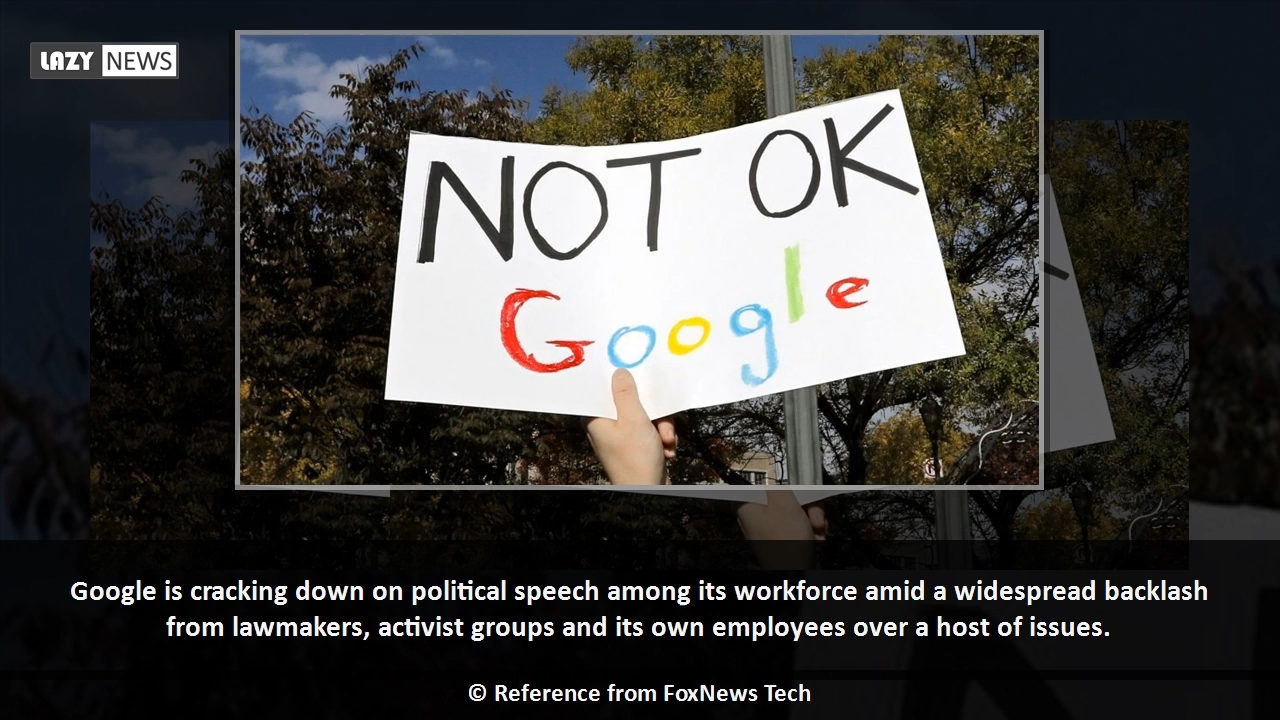 LAZY NEWS
NOT OK
Google
Google is cracking down on political speech among its workforce amid a widespread backlash
from lawmakers, activist groups and its own employees over a host of issues.
© Reference from FoxNews Tech